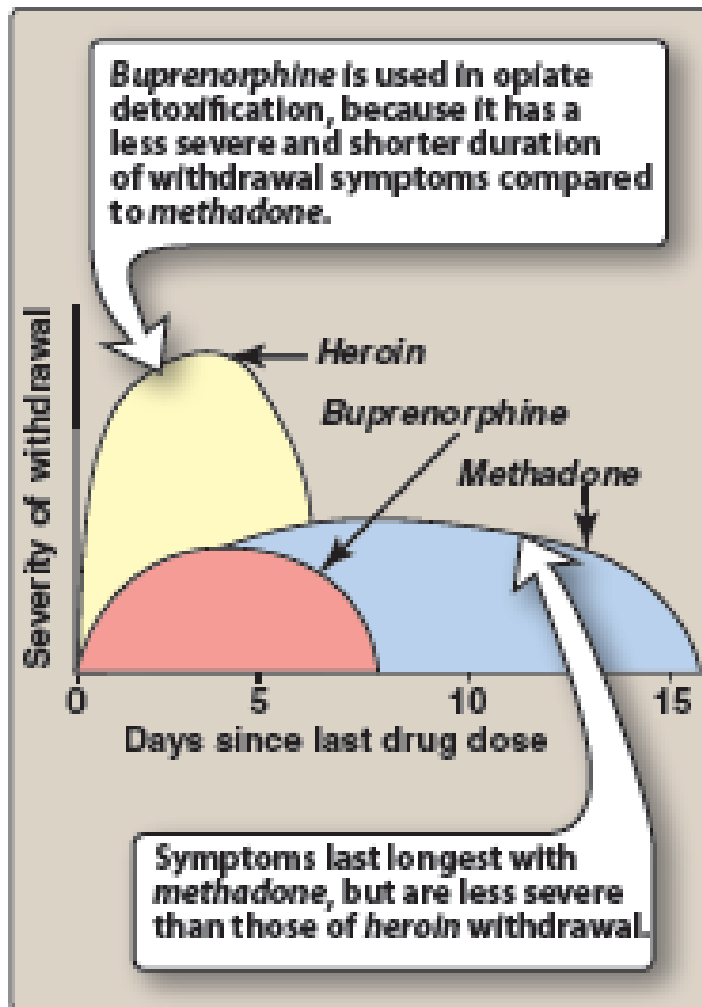 Buprenorphine is used in opiate
detoxification, because it has a
less severe and shorter duration
of withdrawal symptoms compared
to methadone.
Severity of withdrawal
Heroin
Buprenorphine
Methadone
0 5 10 15
Days since last drug dose
Symptoms last longest with
methadone, but are less severe
than those of heroin withdrawal.